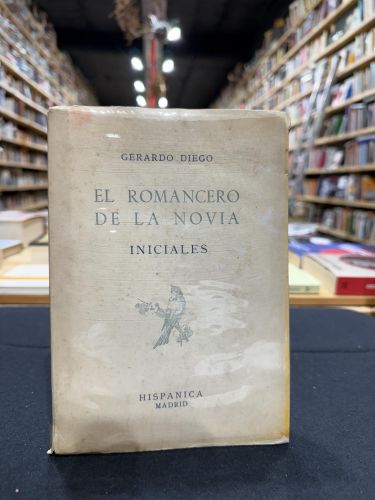 GERARDO DIEGO
EL ROMANCERO
DE LA NOVIA
INICIALES
HISPANICA
MADRID